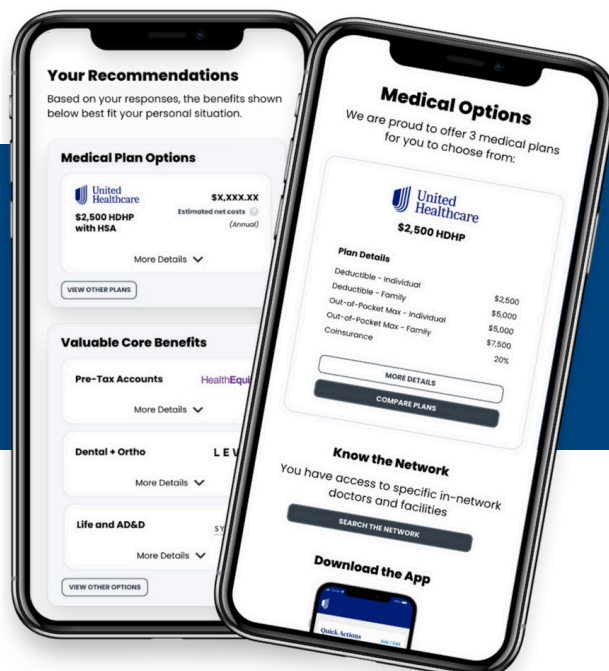 Your Recommendations
Based on your responses, the benefits shown
below best fit your personal situation.
Medical Plan Options
United
Healthcare
$X,XXX.XX
Estimated net costs ?
(Annual)
$2,500 HDHP
with HSA
More Details
VIEW OTHER PLANS
Valuable Core Benefits
Pre-Tax Accounts
More Details
Dental + Ortho
More Details
Life and AD&D
More Details
VIEW OTHER OPTIONS
Medical Options
We are proud to offer 3 medical plans
for you to choose from:
United
Healthcare
$2,500 HDHP
Plan Details
Deductible - Individual $2,500
Deductible - Family $5,000
Out-of-Pocket Max - Individual $5,000
Out-of-Pocket Max - Family $7,500
Coinsurance 20%
MORE DETAILS
COMPARE PLANS
Know the Network
You have access to specific in-network
doctors and facilities
SEARCH THE NETWORK
Download the App
Quick Actions
Add / Edit